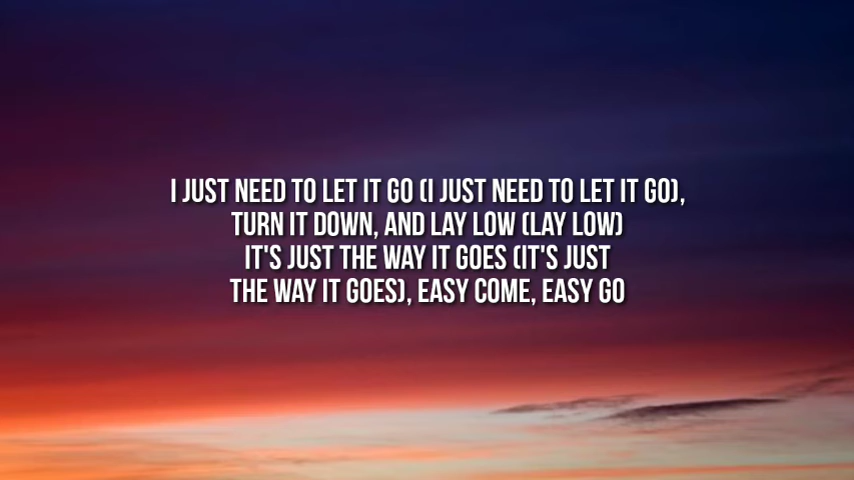 I JUST NEED TO LET IT GO (I JUST NEED TO LET IT GO),
TURN IT DOWN, AND LAY LOW (LAY LOW)
IT'S JUST THE WAY IT GOES (IT'S JUST
THE WAY IT GOES), EASY COME, EASY GO